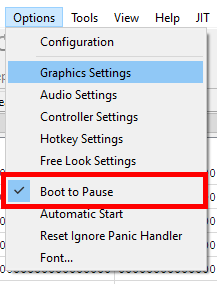 Options Tools View Help JIT
Configuration
Graphics Settings
Audio Settings
Controller Settings
Hotkey Settings
Free Look Settings
Boot to Pause
Automatic Start
Reset Ignore Panic Handler
Font...